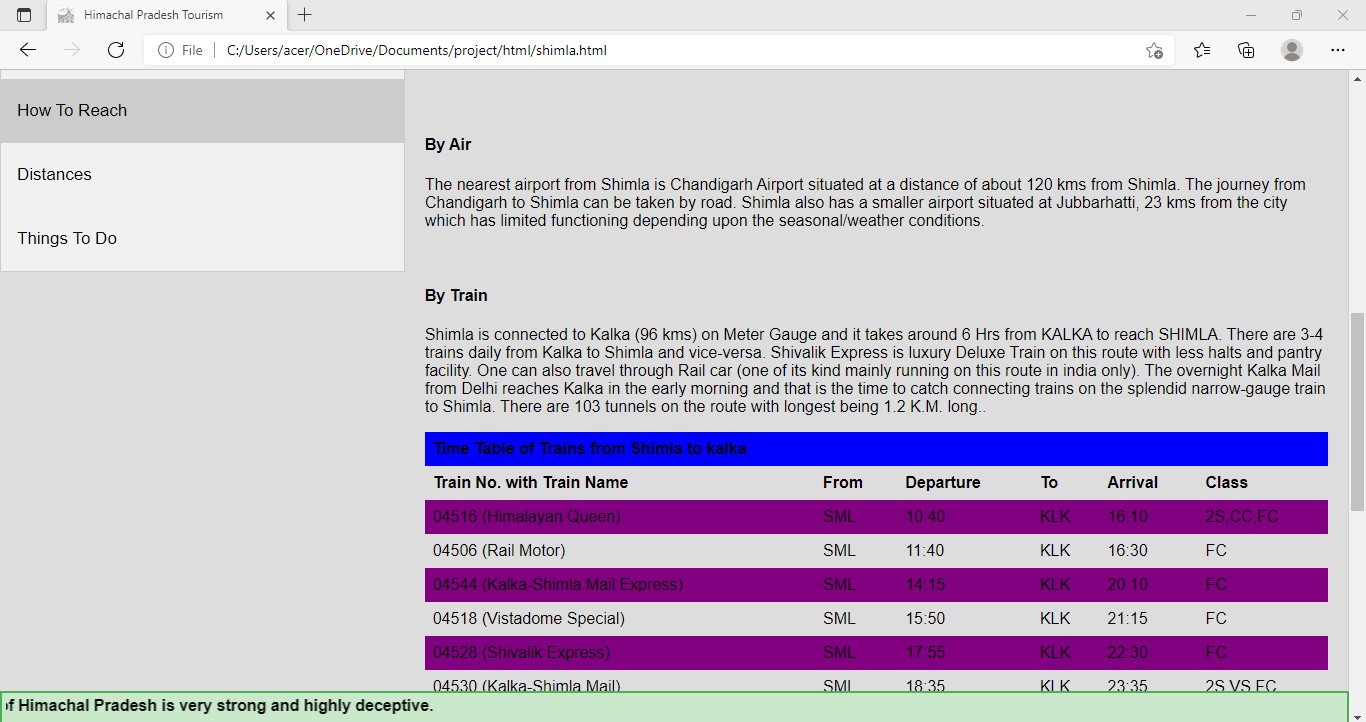 Himachal Pradesh Tourism
File C:/Users/acer/OneDrive/Documents/project/html/shimla.html
How To Reach
Distances
Things To Do
By Air
The nearest airport from Shimla is Chandigarh Airport situated at a distance of about 120 kms from Shimla. The journey from
Chandigarh to Shimla can be taken by road. Shimla also has a smaller airport situated at Jubbarhatti, 23 kms from the city
which has limited functioning depending upon the seasonal/weather conditions.
By Train
Shimla is connected to Kalka (96 kms) on Meter Gauge and it takes around 6 Hrs from KALKA to reach SHIMLA. There are 3-4
trains daily from Kalka to Shimla and vice-versa. Shivalik Express is luxury Deluxe Train on this route with less halts and pantry
facility. One can also travel through Rail car (one of its kind mainly running on this route in india only). The overnight Kalka Mail
from Delhi reaches Kalka in the early morning and that is the time to catch connecting trains on the splendid narrow-gauge train
to Shimla. There are 103 tunnels on the route with longest being 1.2 K.M. long..
Time Table of Trains from Shimla to kalka
Train No. with Train Name From Departure To Arrival Class
04516 (Himalayan Queen) SML 10:40 KLK 16:10 2S,CC,FC
04506 (Rail Motor) SML 11:40 KLK 16:30 FC
04544 (Kalka-Shimla Mail Express) SML 14:15 KLK 20:10 FC
04518 (Vistadome Special) SML 15:50 KLK 21:15 FC
04528 (Shivalik Express) SML 17:55 KLK 22:30 FC
04530 (Kalka-Shimla Mail) SML 18:35 KLK 23:35 2S,VS,FC
of Himachal Pradesh is very strong and highly deceptive.